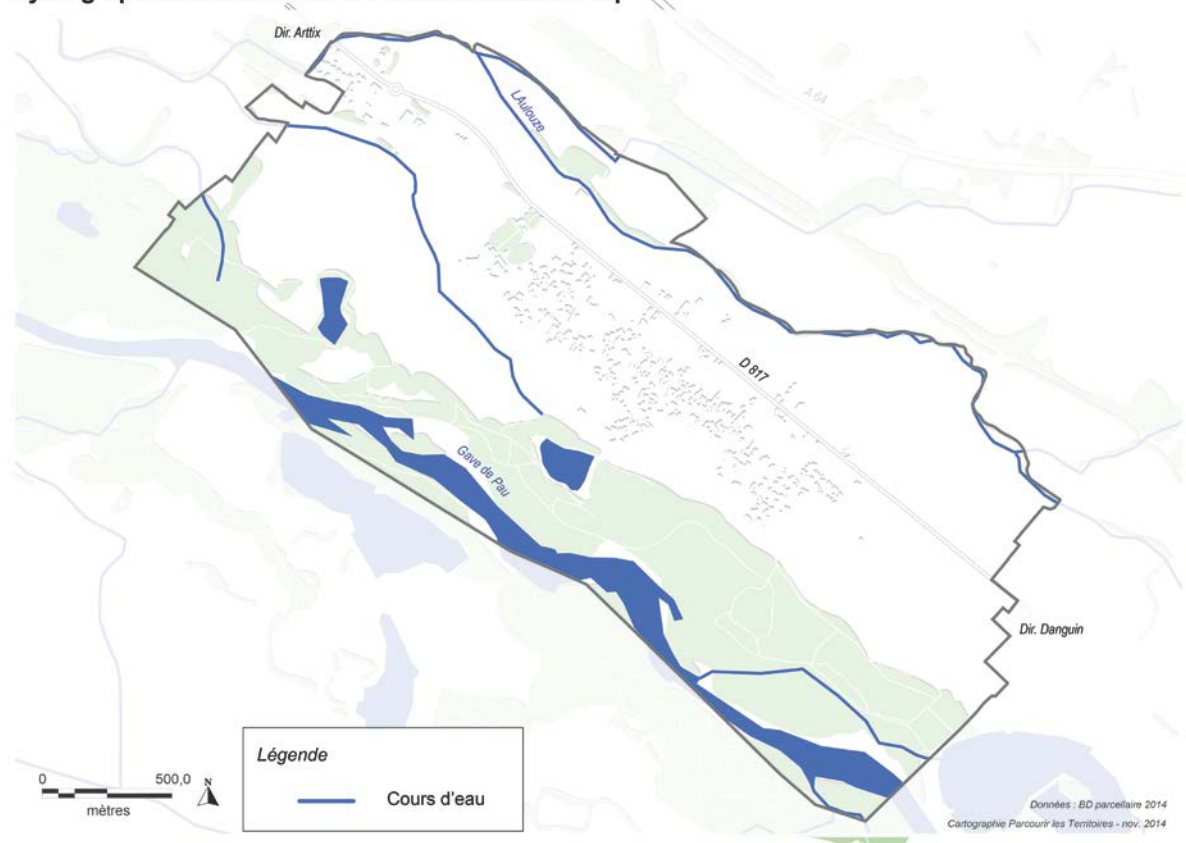 Dir. Arttix
A 64
L'Aulouze
D 817
Gave de Pau
Dir. Danguin
Légende
Cours d'eau
0 500,0
N
mètres
Données : BD parcellaire 2014
Cartographie Parcourir les Territoires - nov. 2014